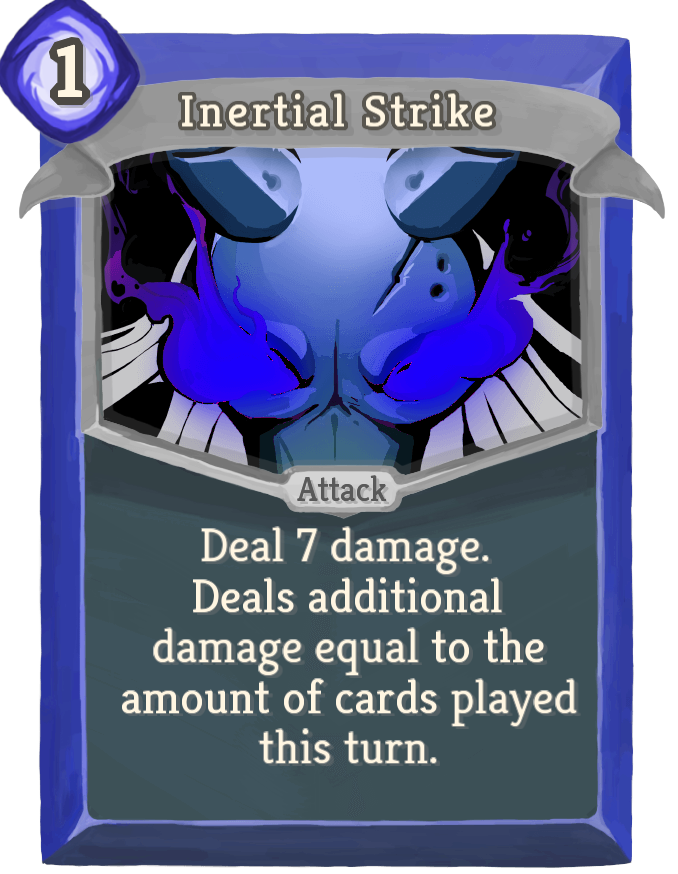 1
Inertial Strike
Attack
Deal 7 damage.
Deals additional
damage equal to the
amount of cards played
this turn.